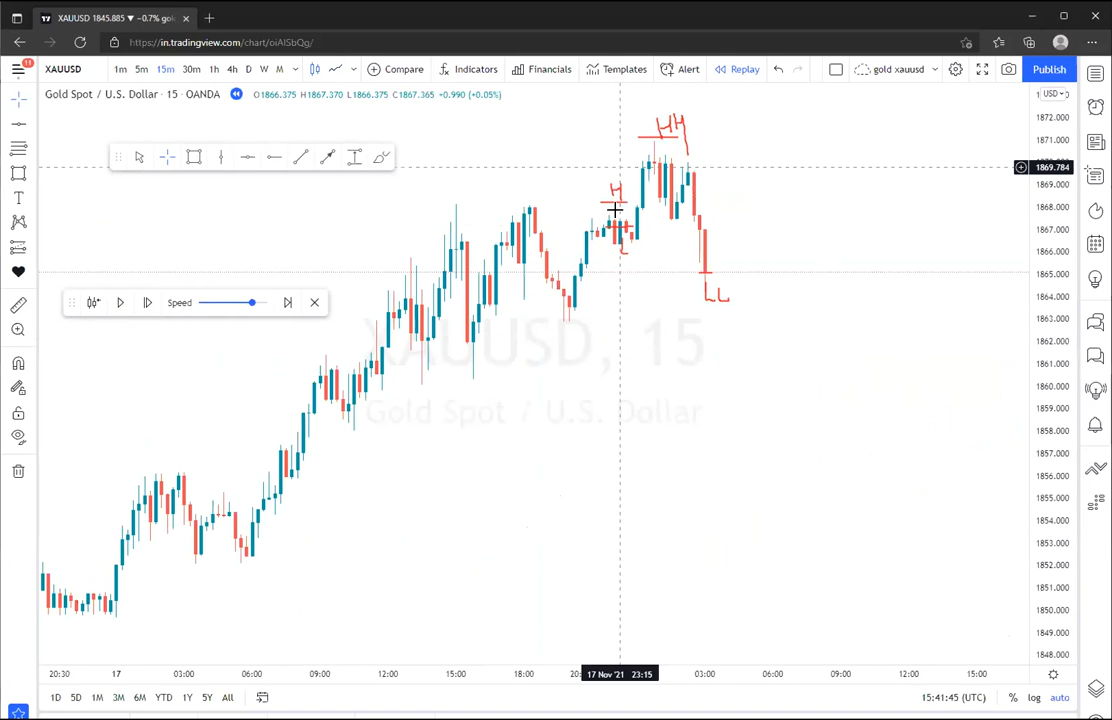 XAUUSD 1845.885 ▼ −0.7% gol
https://in.tradingview.com/chart/oiAlSbQg/
11
XAUUSD 1m 5m 15m 30m 1h 4h D W M Compare Indicators Financials Templates Alert Replay gold xauusd Publish
Gold Spot / U.S. Dollar · 15 · OANDA O1866.375 H1867.370 L1866.375 C1867.365 +0.990 (+0.05%)
USD
1872.000
HH
1871.000
1869.784
1869.000
H
1868.000
1867.000
L
1866.000
1865.000
LL
1864.000
Speed
1863.000
XAUUSD, 15
1862.000
1861.000
1860.000
Gold Spot / U.S. Dollar
1859.000
1858.000
1857.000
1856.000
1855.000
1854.000
1853.000
1852.000
1851.000
1850.000
1849.000
1848.000
20:30 17 03:00 06:00 09:00 12:00 15:00 18:00 20: 17 Nov '21 23:15 03:00 06:00 09:00 12:00 15:00
1D 5D 1M 3M 6M YTD 1Y 5Y All 15:41:45 (UTC) % log auto